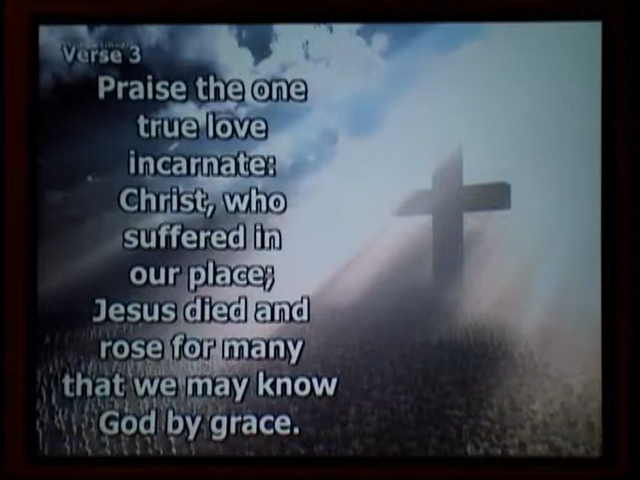 Verse 3
Praise the one
true love
incarnate:
Christ, who
suffered in
our place;
Jesus died and
rose for many
that we may know
God by grace.